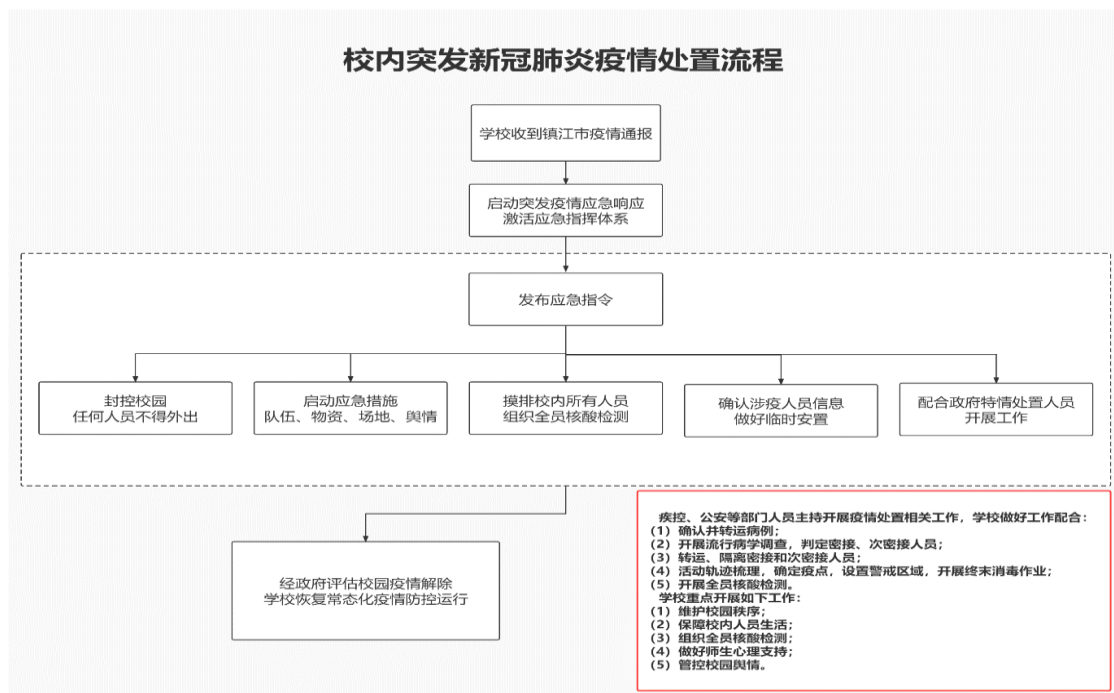 校内突发新冠肺炎疫情处置流程
学校收到镇江市疫情通报
启动突发疫情应急响应
激活应急指挥体系
发布应急指令
封控校园
任何人员不得外出
启动应急措施
队伍、物资、场地、舆情
摸排校内所有人员
组织全员核酸检测
确认涉疫人员信息
做好临时安置
配合政府特情处置人员
开展工作
经政府评估校园疫情解除
学校恢复常态化疫情防控运行
疾控、公安等部门人员主持开展疫情处置相关工作，学校做好工作配合：
(1) 确认并转运病例；
(2) 开展流行病学调查，判定密接、次密接人员；
(3) 转运、隔离密接和次密接人员；
(4) 活动轨迹梳理，确定疫点，设置警戒区域，开展终末消毒作业；
(5) 开展全员核酸检测。
学校重点开展如下工作：
(1) 维护校园秩序；
(2) 保障校内人员生活；
(3) 组织全员核酸检测；
(4) 做好师生心理支持；
(5) 管控校园舆情。